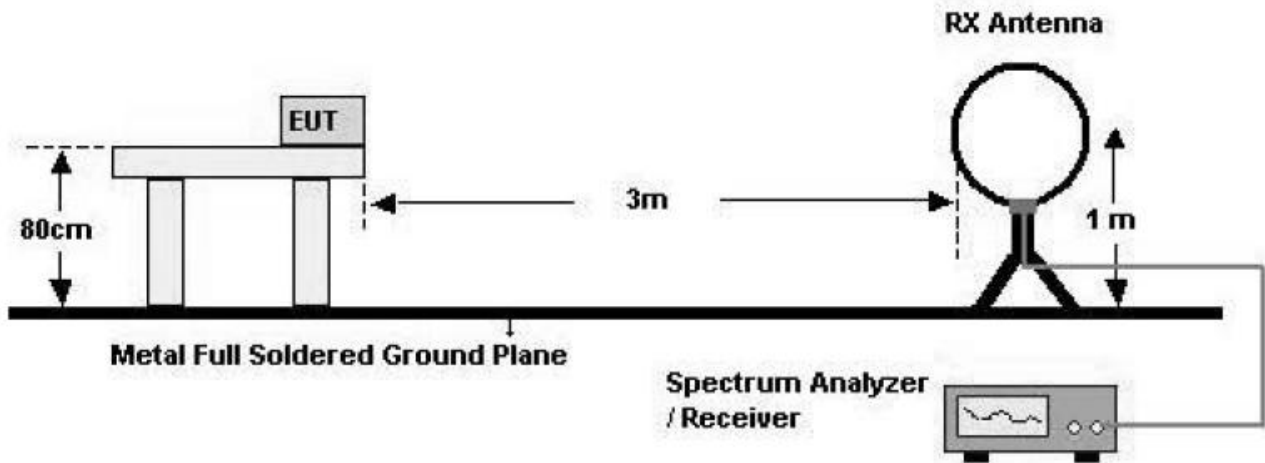 RX Antenna
EUT
80cm
3m
1 m
Metal Full Soldered Ground Plane
Spectrum Analyzer
/ Receiver